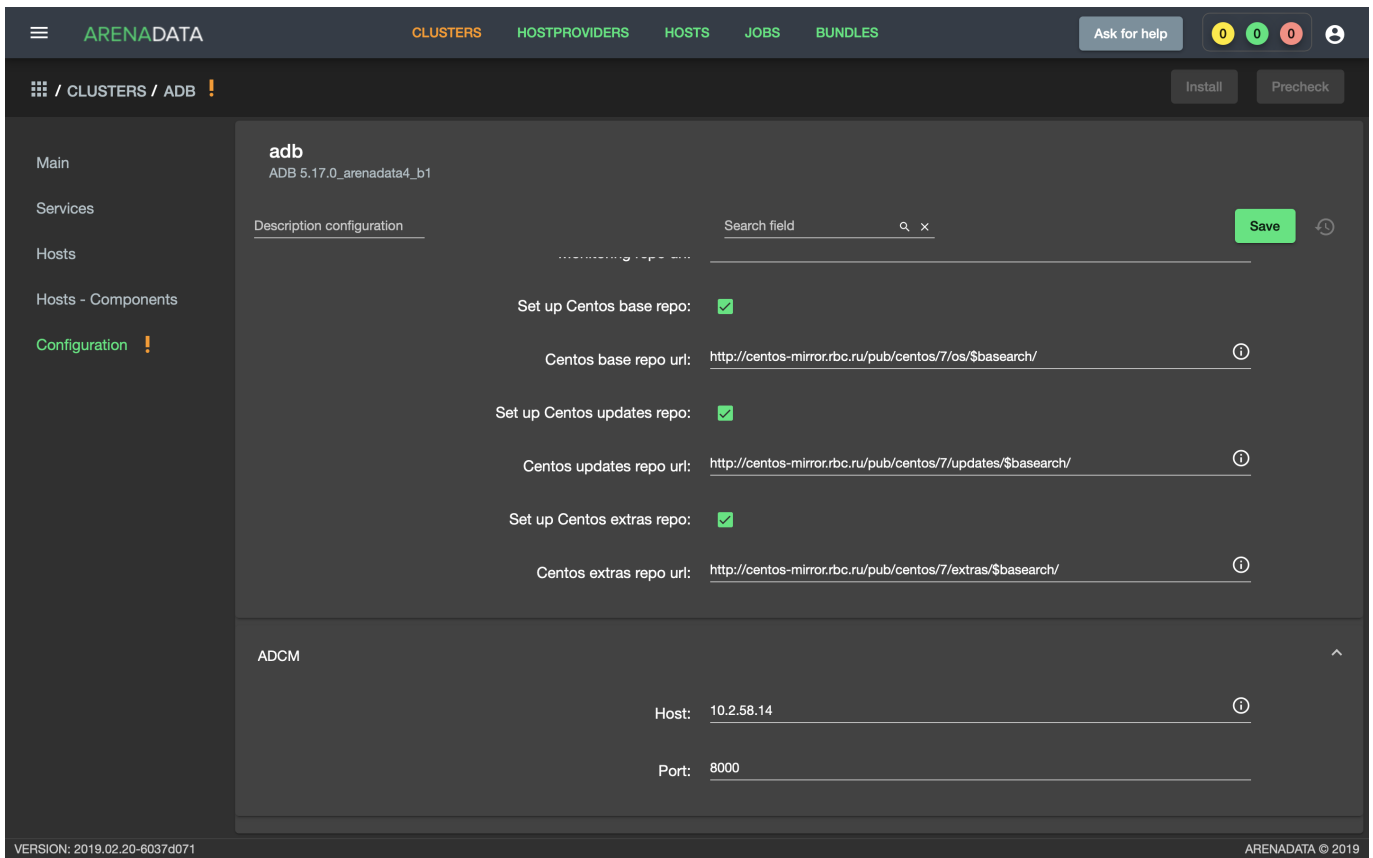 ARENADATA CLUSTERS HOSTPROVIDERS HOSTS JOBS BUNDLES Ask for help 0 0 0
/ CLUSTERS / ADB ! Install Precheck
Main
Services
Hosts
Hosts - Components
Configuration !
adb
ADB 5.17.0_arenadata4_b1
Description configuration Search field Save
Set up Centos base repo:
Centos base repo url: http://centos-mirror.rbc.ru/pub/centos/7/os/$basearch/
Set up Centos updates repo:
Centos updates repo url: http://centos-mirror.rbc.ru/pub/centos/7/updates/$basearch/
Set up Centos extras repo:
Centos extras repo url: http://centos-mirror.rbc.ru/pub/centos/7/extras/$basearch/
ADCM
Host: 10.2.58.14
Port: 8000
VERSION: 2019.02.20-6037d071 ARENADATA © 2019